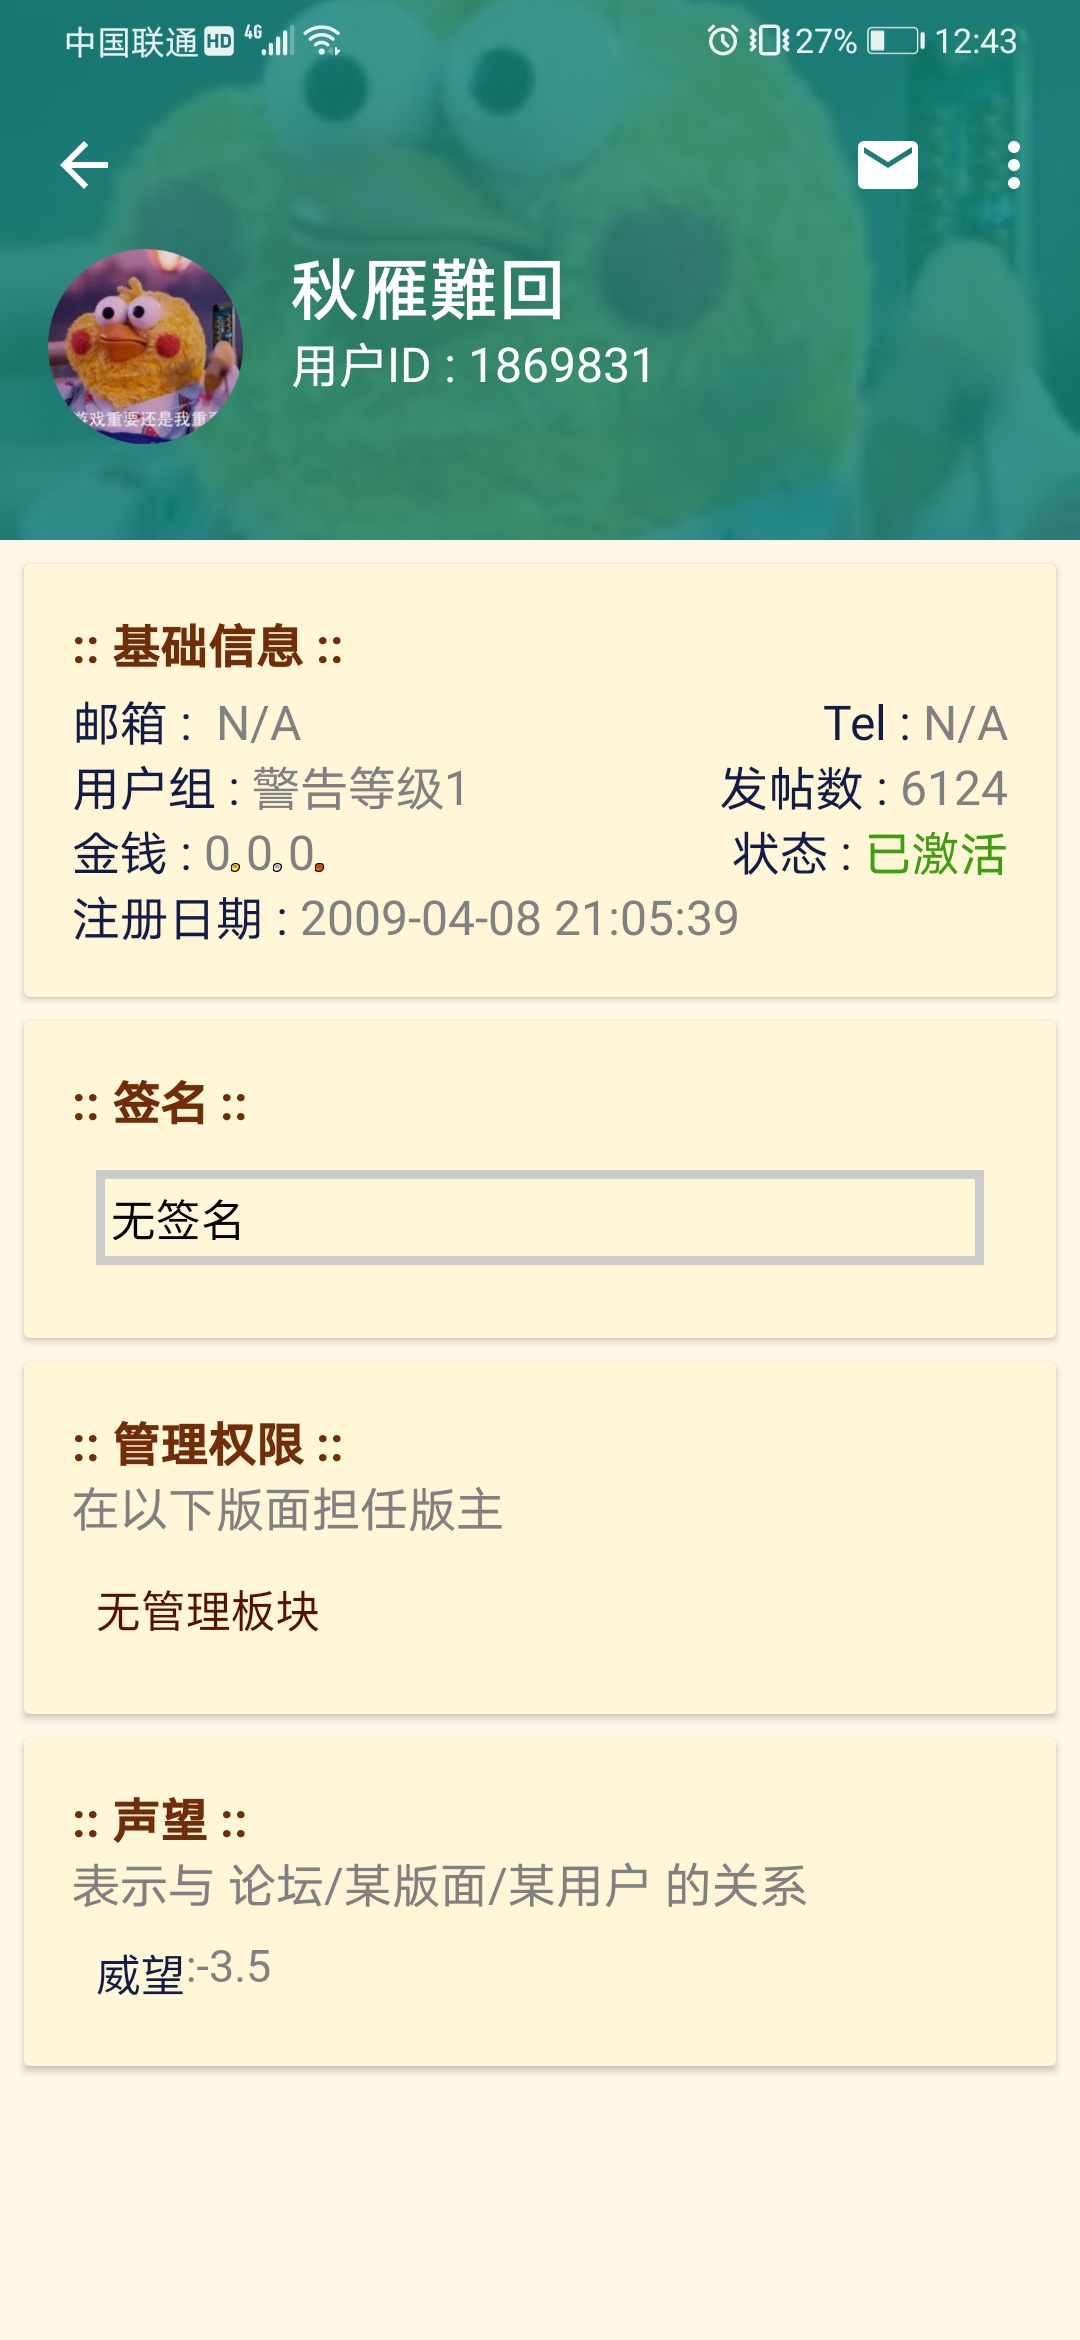 中国联通 HD 4G 27% 12:43
秋雁難回
用户ID : 1869831
游戏重要还是我重要
:: 基础信息 ::
邮箱 : N/A Tel : N/A
用户组 : 警告等级1 发帖数 : 6124
金钱 : 0.0.0. 状态 : 已激活
注册日期 : 2009-04-08 21:05:39
:: 签名 ::
无签名
:: 管理权限 ::
在以下版面担任版主
无管理板块
:: 声望 ::
表示与 论坛/某版面/某用户 的关系
威望:-3.5